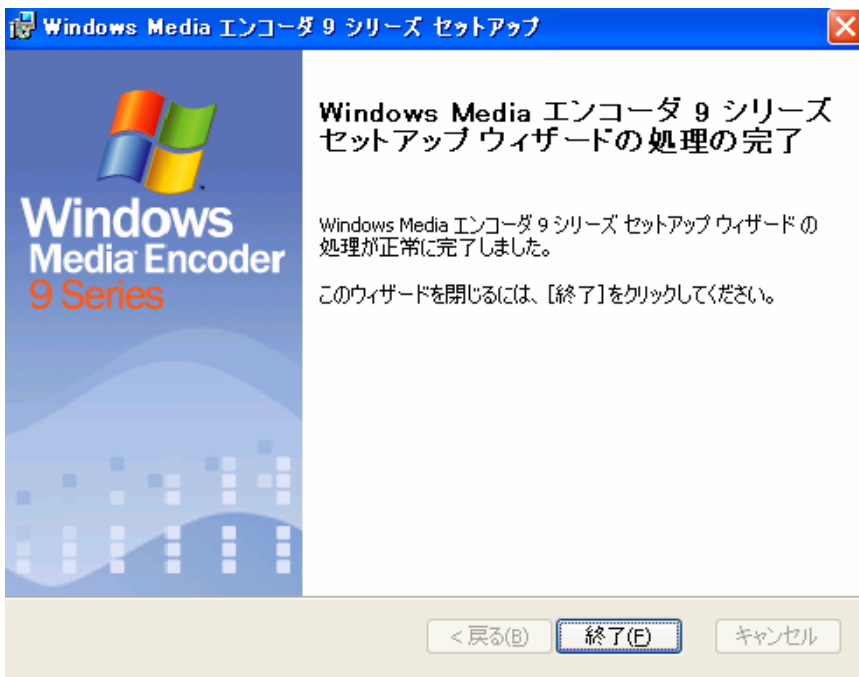 Windows Media エンコーダ 9 シリーズ セットアップ
Windows Media エンコーダ 9 シリーズ
セットアップ ウィザードの処理の完了
Windows
Media Encoder
9 Series
Windows Media エンコーダ 9 シリーズ セットアップ ウィザードの
処理が正常に完了しました。
このウィザードを閉じるには、[終了]をクリックしてください。
< 戻る(B)
終了(F)
キャンセル